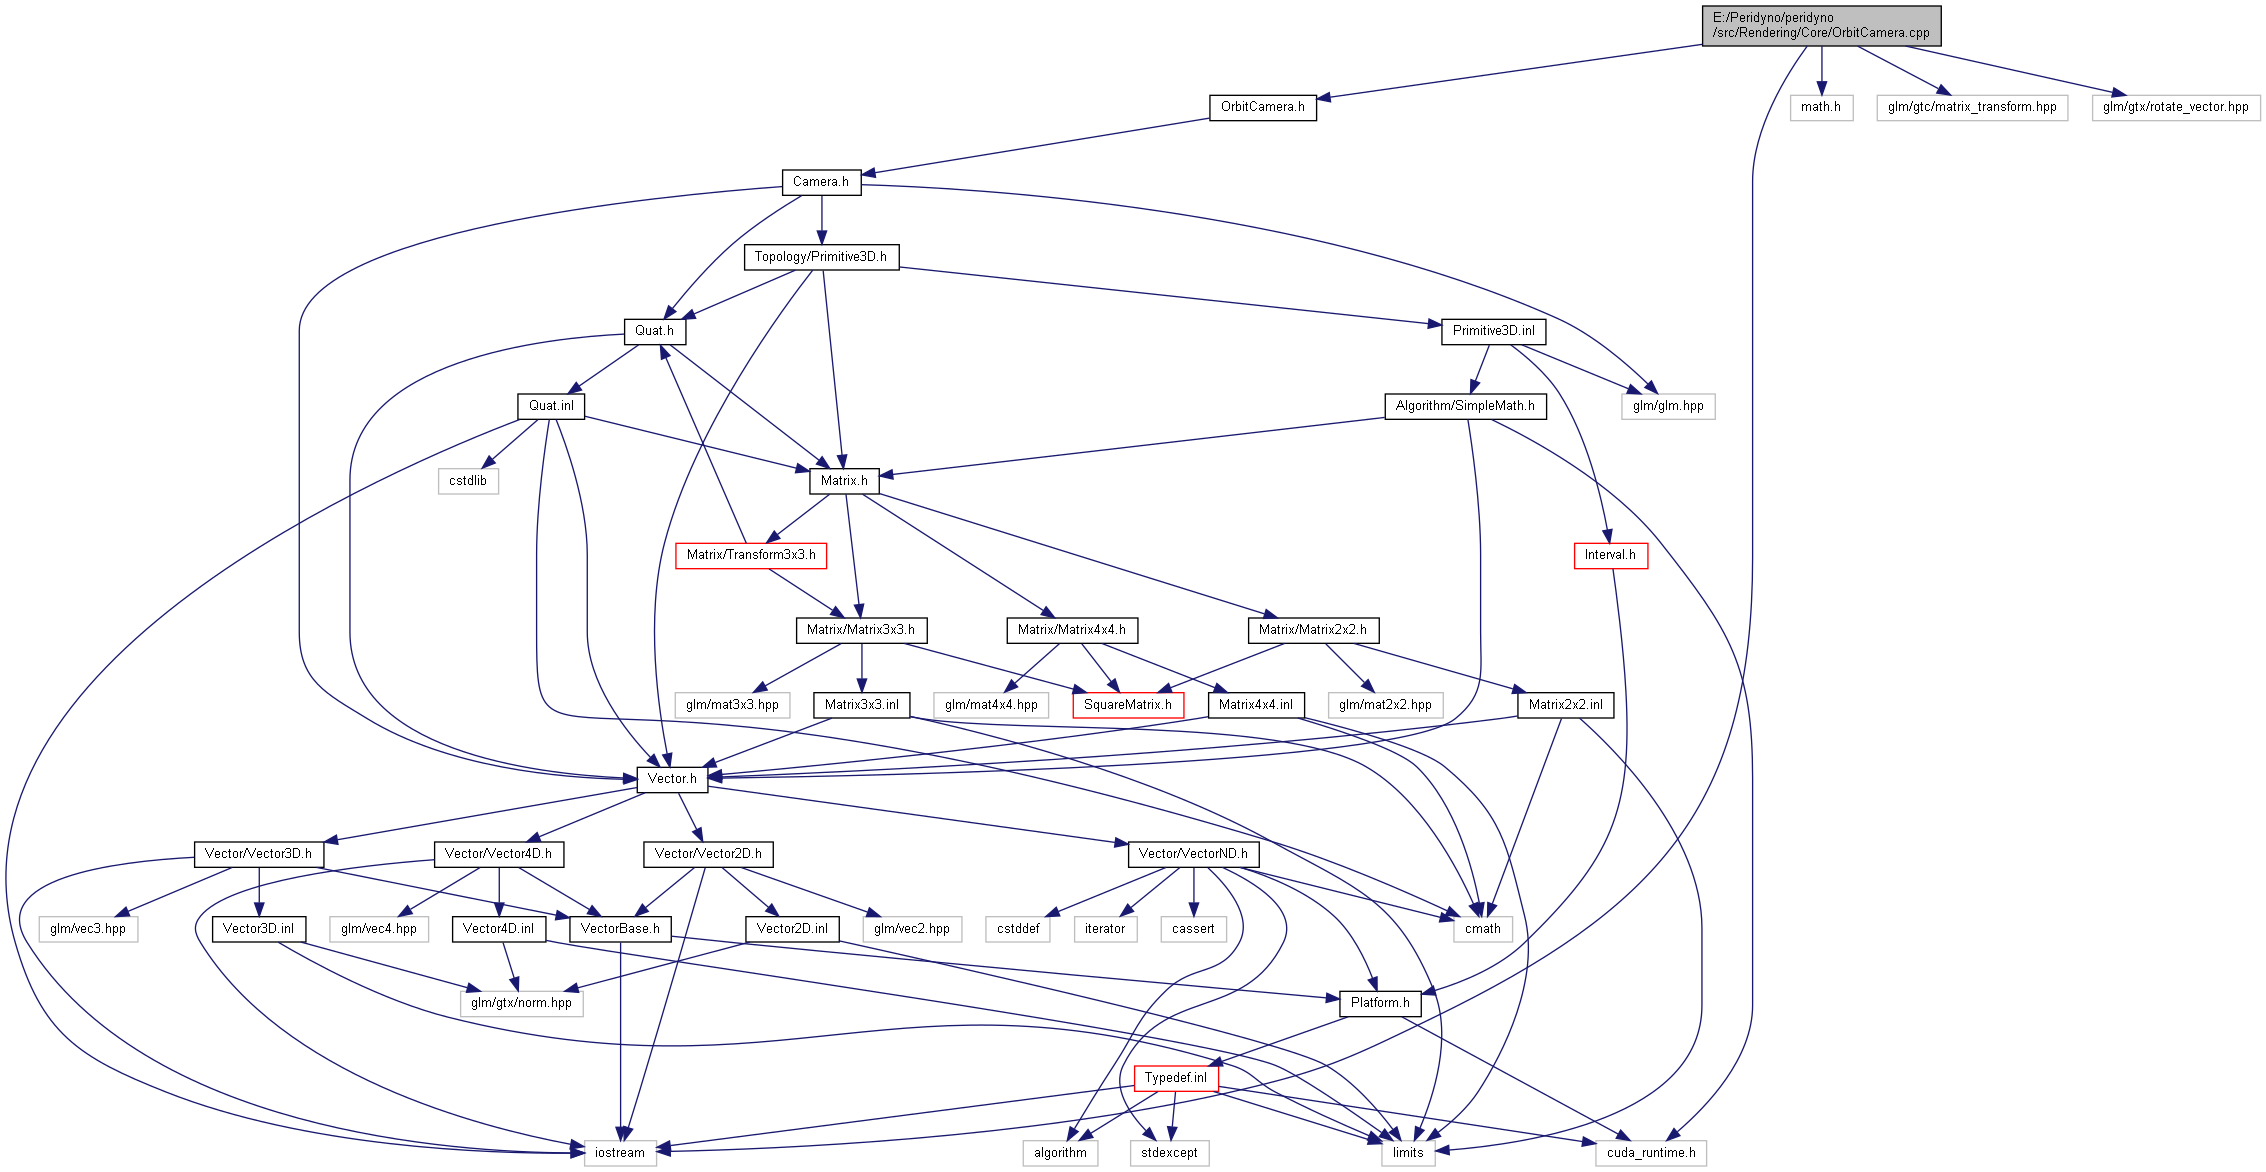 E:/Peridyno/peridyno
/src/Rendering/Core/OrbitCamera.cpp
OrbitCamera.h
math.h
glm/gtc/matrix_transform.hpp
glm/gtx/rotate_vector.hpp
Camera.h
Topology/Primitive3D.h
Quat.h
Primitive3D.inl
Quat.inl
Algorithm/SimpleMath.h
glm/glm.hpp
cstdlib
Matrix.h
Matrix/Transform3x3.h
Interval.h
Matrix/Matrix3x3.h
Matrix/Matrix4x4.h
Matrix/Matrix2x2.h
glm/mat3x3.hpp
Matrix3x3.inl
glm/mat4x4.hpp
SquareMatrix.h
Matrix4x4.inl
glm/mat2x2.hpp
Matrix2x2.inl
Vector.h
Vector/Vector3D.h
Vector/Vector4D.h
Vector/Vector2D.h
Vector/VectorND.h
glm/vec3.hpp
Vector3D.inl
glm/vec4.hpp
Vector4D.inl
VectorBase.h
Vector2D.inl
glm/vec2.hpp
cstddef
iterator
cassert
cmath
glm/gtx/norm.hpp
Platform.h
Typedef.inl
iostream
algorithm
stdexcept
limits
cuda_runtime.h